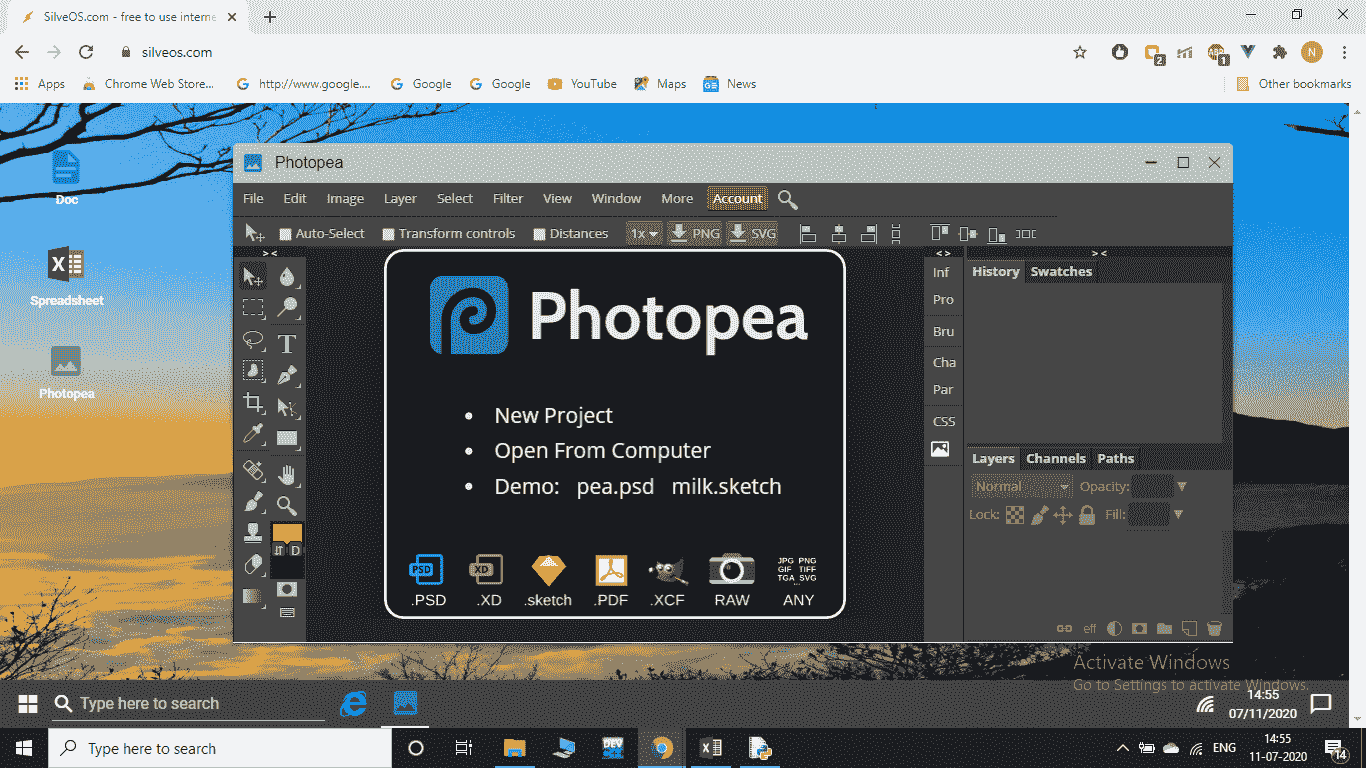 SilveOS.com - free to use interne
silveos.com
2
1
N
Apps Chrome Web Store... http://www.google.... Google Google YouTube Maps News Other bookmarks
Doc
Spreadsheet
Photopea
Photopea
File Edit Image Layer Select Filter View Window More Account
Auto-Select Transform controls Distances 1x PNG SVG
> < < > > <
Inf
Pro
Bru
Cha
Par
CSS
History Swatches
T
D
Photopea
• New Project
• Open From Computer
• Demo: pea.psd milk.sketch
PSD XD JPG PNG
GIF TIFF
TGA SVG
.PSD .XD .sketch .PDF .XCF RAW ANY
Layers Channels Paths
Normal Opacity:
Lock: Fill:
eff
Activate Windows
Go to Settings to activate Windows.
Type here to search
14:55
07/11/2020
Type here to search
DEV
ENG
14:55
11-07-2020
14